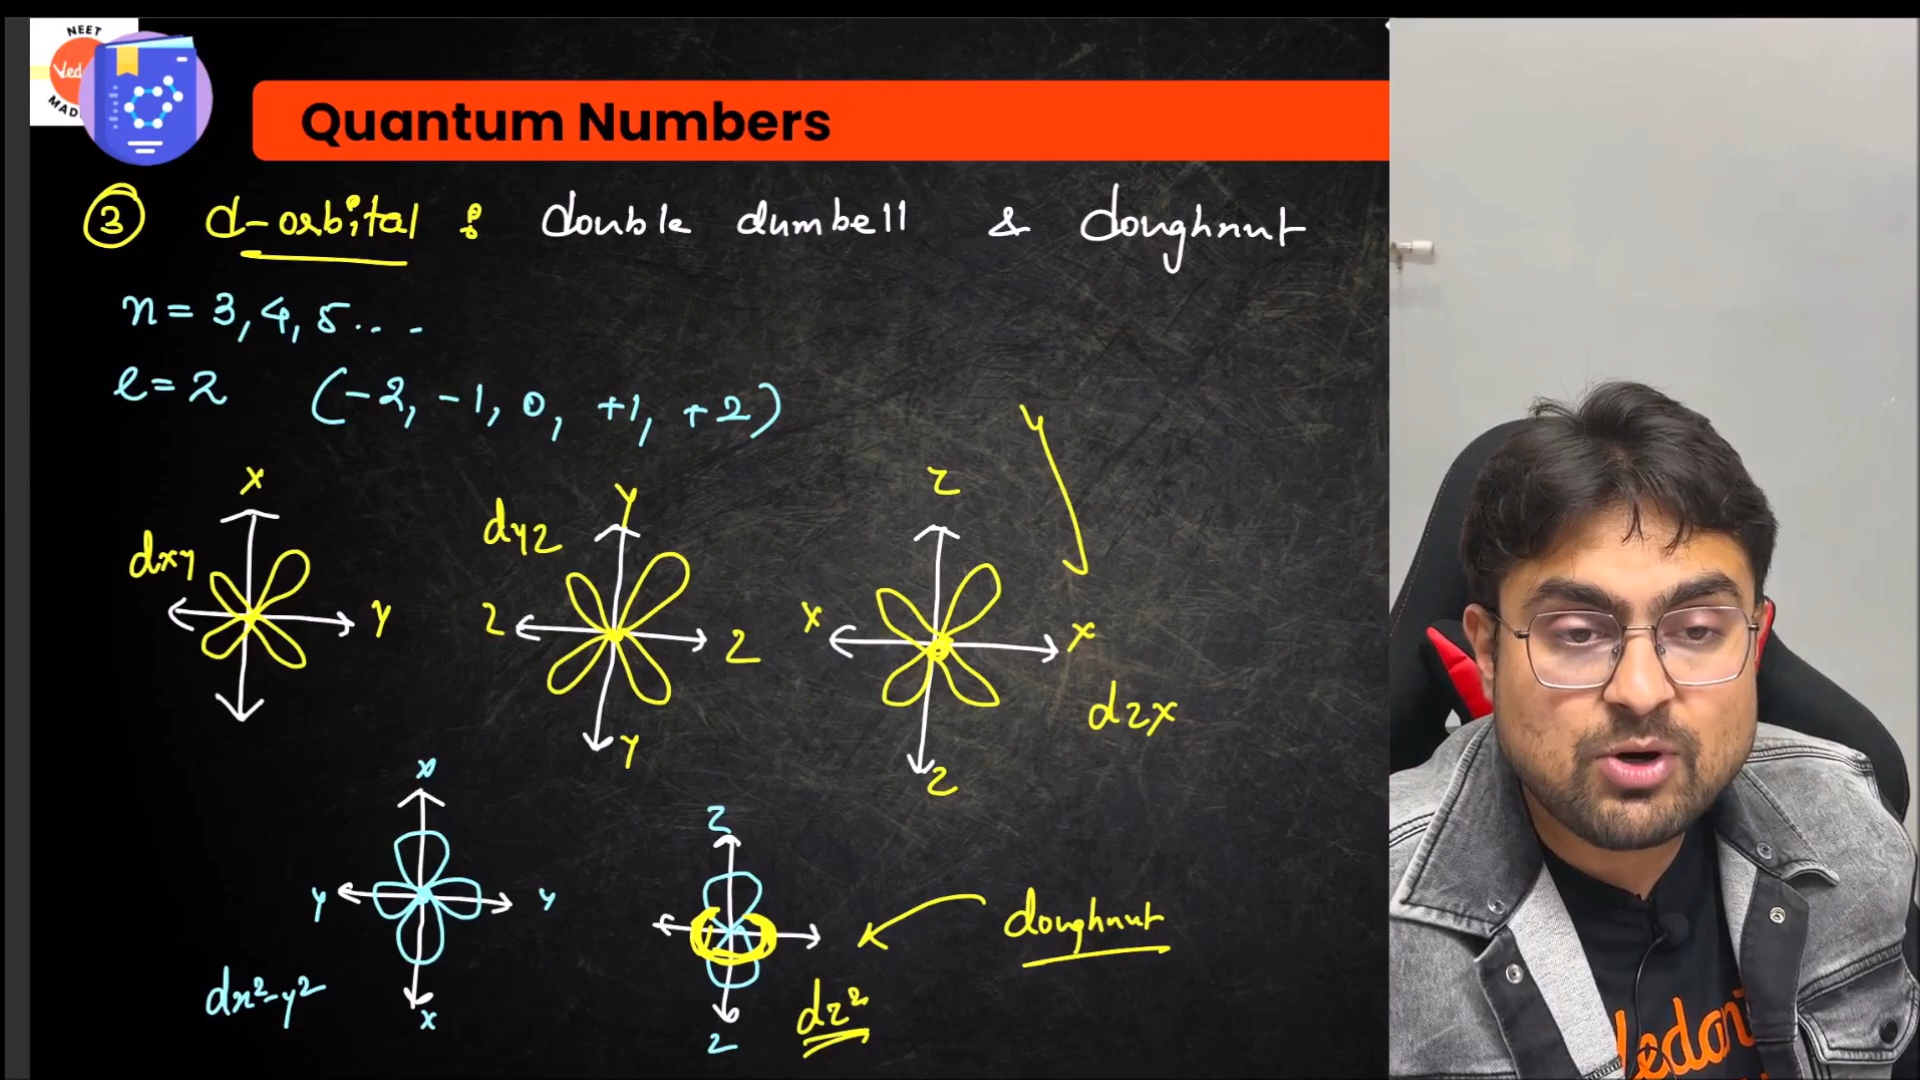 NEET
Ved
MAD
Quantum Numbers
③ d-orbital : double dumbell & doughnut
n = 3, 4, 5 ...
l = 2 (-2, -1, 0, +1, +2)
x
dxy
y
y
dyz
z
z
y
y
z
x
x
dzx
z
x
y
y
dx²-y²
x
z
doughnut
dz²
z
Vedant